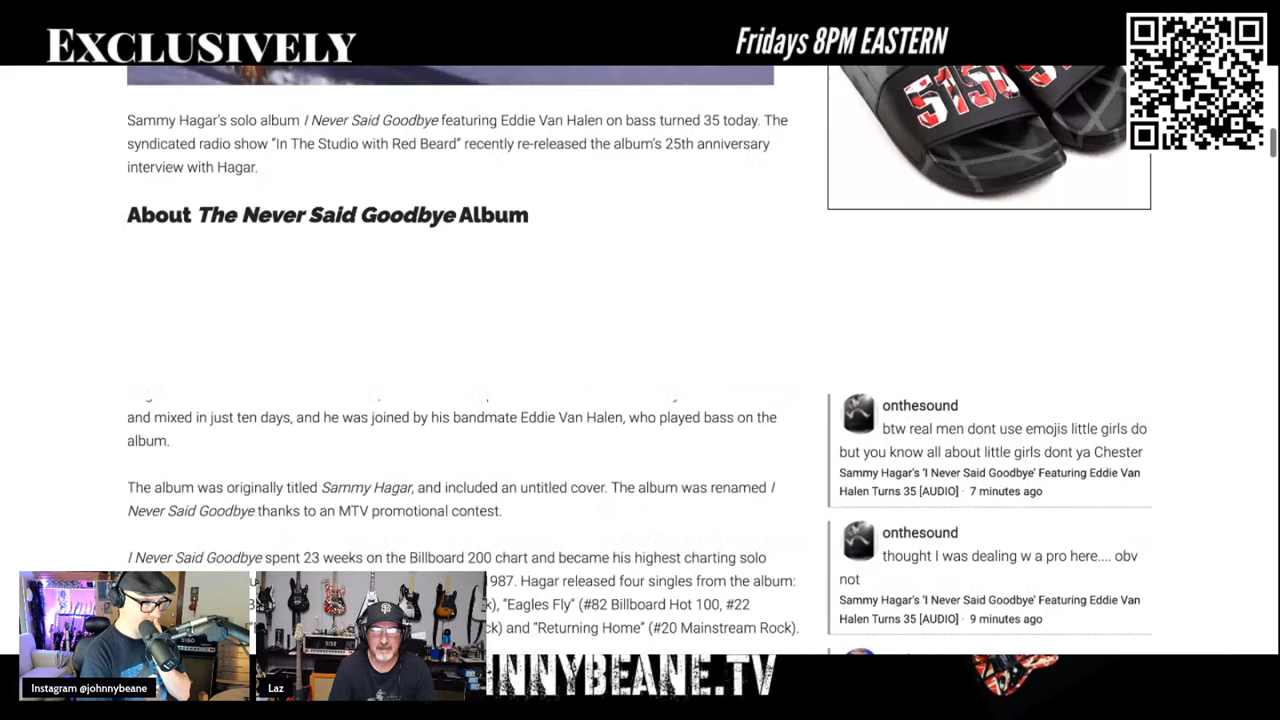 EXCLUSIVELY
Fridays 8PM EASTERN
5150
Sammy Hagar's solo album I Never Said Goodbye featuring Eddie Van Halen on bass turned 35 today. The
syndicated radio show “In The Studio with Red Beard” recently re-released the album's 25th anniversary
interview with Hagar.
About The Never Said Goodbye Album
and mixed in just ten days, and he was joined by his bandmate Eddie Van Halen, who played bass on the
album.
The album was originally titled Sammy Hagar, and included an untitled cover. The album was renamed I
Never Said Goodbye thanks to an MTV promotional contest.
I Never Said Goodbye spent 23 weeks on the Billboard 200 chart and became his highest charting solo
987. Hagar released four singles from the album:
k), “Eagles Fly” (#82 Billboard Hot 100, #22
ck) and “Returning Home” (#20 Mainstream Rock).
onthesound
btw real men dont use emojis little girls do
but you know all about little girls dont ya Chester
Sammy Hagar's ‘I Never Said Goodbye’ Featuring Eddie Van
Halen Turns 35 [AUDIO] · 7 minutes ago
onthesound
thought I was dealing w a pro here.... obv
not
Sammy Hagar's ‘I Never Said Goodbye’ Featuring Eddie Van
Halen Turns 35 [AUDIO] · 9 minutes ago
Instagram @johnnybeane
Laz
NNYBEANE.TV